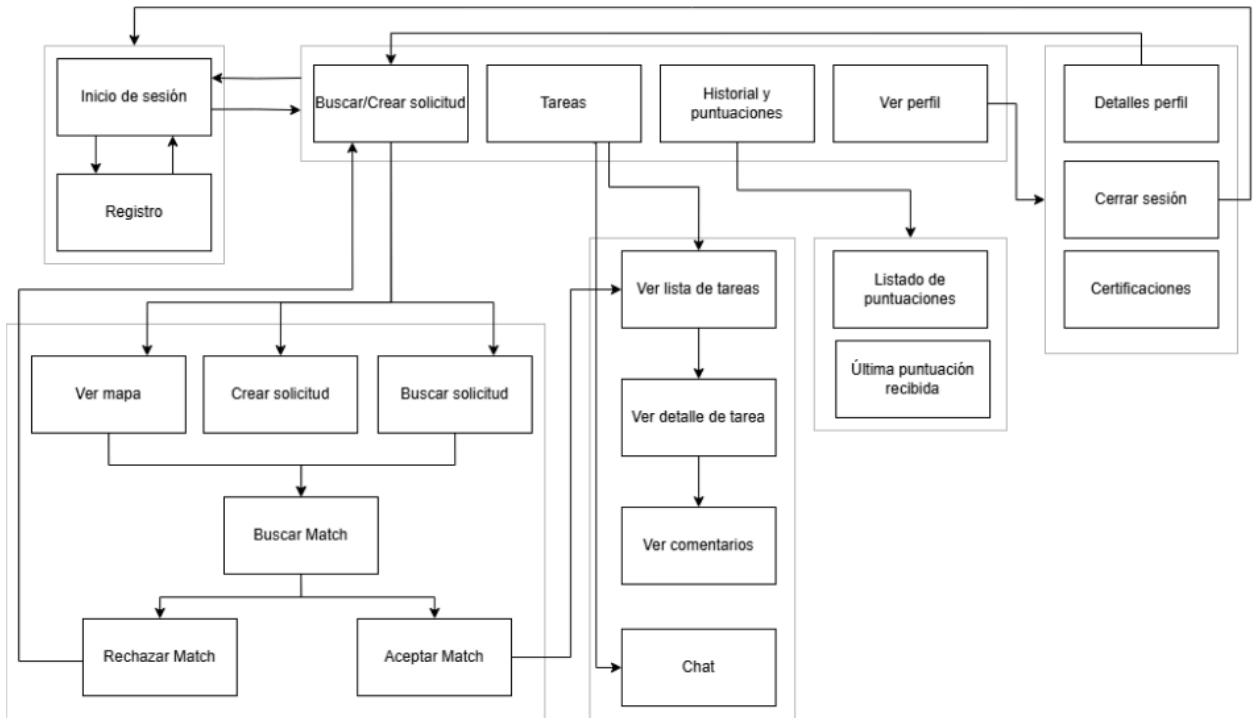 Inicio de sesión
Registro
Buscar/Crear solicitud
Tareas
Historial y
puntuaciones
Ver perfil
Detalles perfil
Cerrar sesión
Certificaciones
Ver mapa
Crear solicitud
Buscar solicitud
Buscar Match
Rechazar Match
Aceptar Match
Ver lista de tareas
Ver detalle de tarea
Ver comentarios
Chat
Listado de
puntuaciones
Última puntuación
recibida